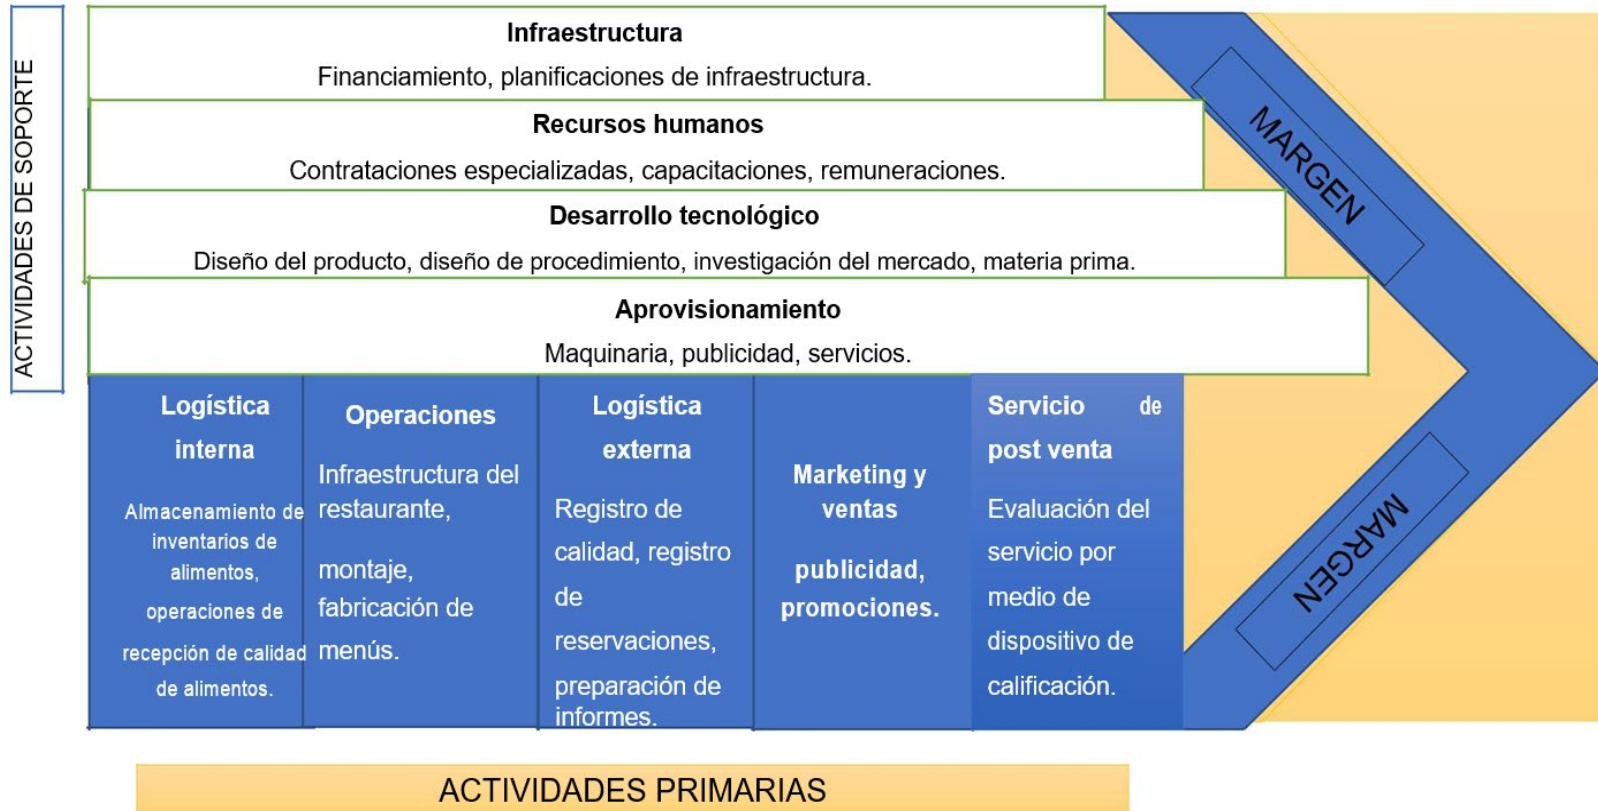 ACTIVIDADES DE SOPORTE
Infraestructura
Financiamiento, planificaciones de infraestructura.
Recursos humanos
Contrataciones especializadas, capacitaciones, remuneraciones.
Desarrollo tecnológico
Diseño del producto, diseño de procedimiento, investigación del mercado, materia prima.
Aprovisionamiento
Maquinaria, publicidad, servicios.
MARGEN
Logística
interna
Almacenamiento de
inventarios de
alimentos,
operaciones de
recepción de calidad
de alimentos.
Operaciones
Infraestructura del
restaurante,
montaje,
fabricación de
menús.
Logística
externa
Registro de
calidad, registro
de
reservaciones,
preparación de
informes.
Marketing y
ventas
publicidad,
promociones.
Servicio de
post venta
Evaluación del
servicio por
medio de
dispositivo de
calificación.
MARGEN
ACTIVIDADES PRIMARIAS